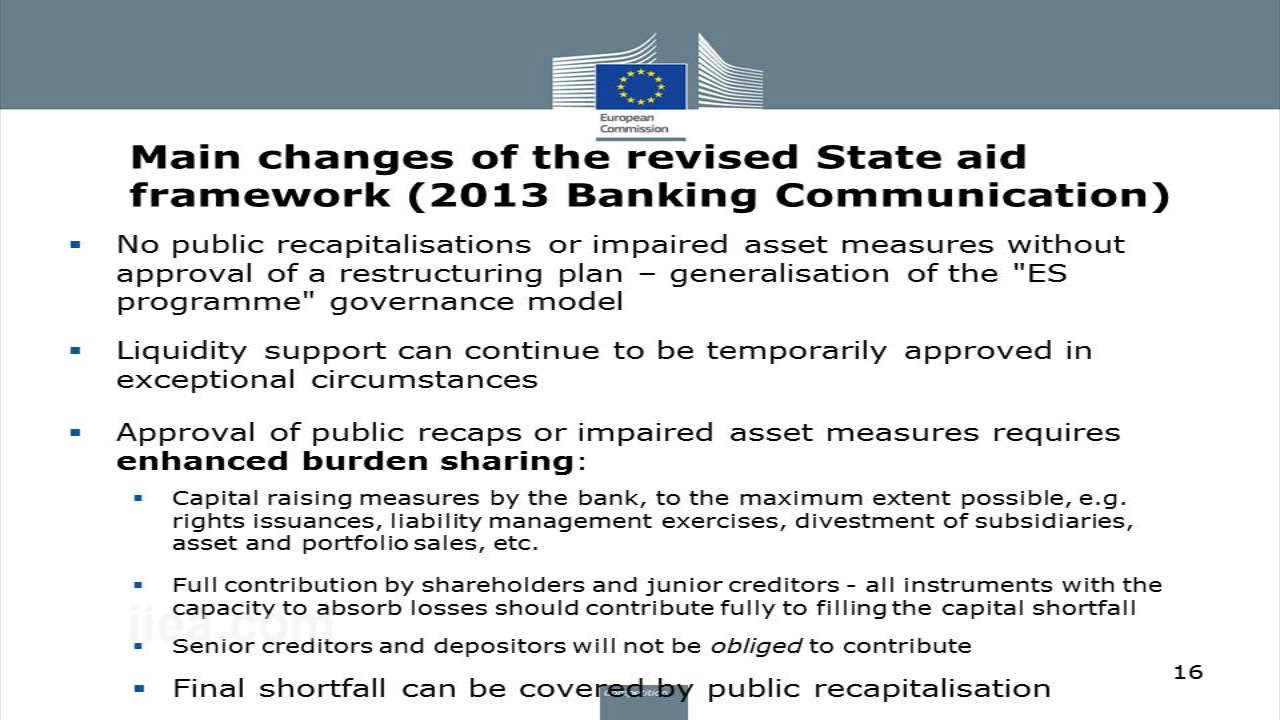 European
Commission
Main changes of the revised State aid
framework (2013 Banking Communication)
▪ No public recapitalisations or impaired asset measures without
approval of a restructuring plan – generalisation of the "ES
programme" governance model
▪ Liquidity support can continue to be temporarily approved in
exceptional circumstances
▪ Approval of public recaps or impaired asset measures requires
enhanced burden sharing:
▪ Capital raising measures by the bank, to the maximum extent possible, e.g.
rights issuances, liability management exercises, divestment of subsidiaries,
asset and portfolio sales, etc.
▪ Full contribution by shareholders and junior creditors - all instruments with the
capacity to absorb losses should contribute fully to filling the capital shortfall
iiea.com
▪ Senior creditors and depositors will not be obliged to contribute
16
▪ Final shortfall can be covered by public recapitalisation
Competition